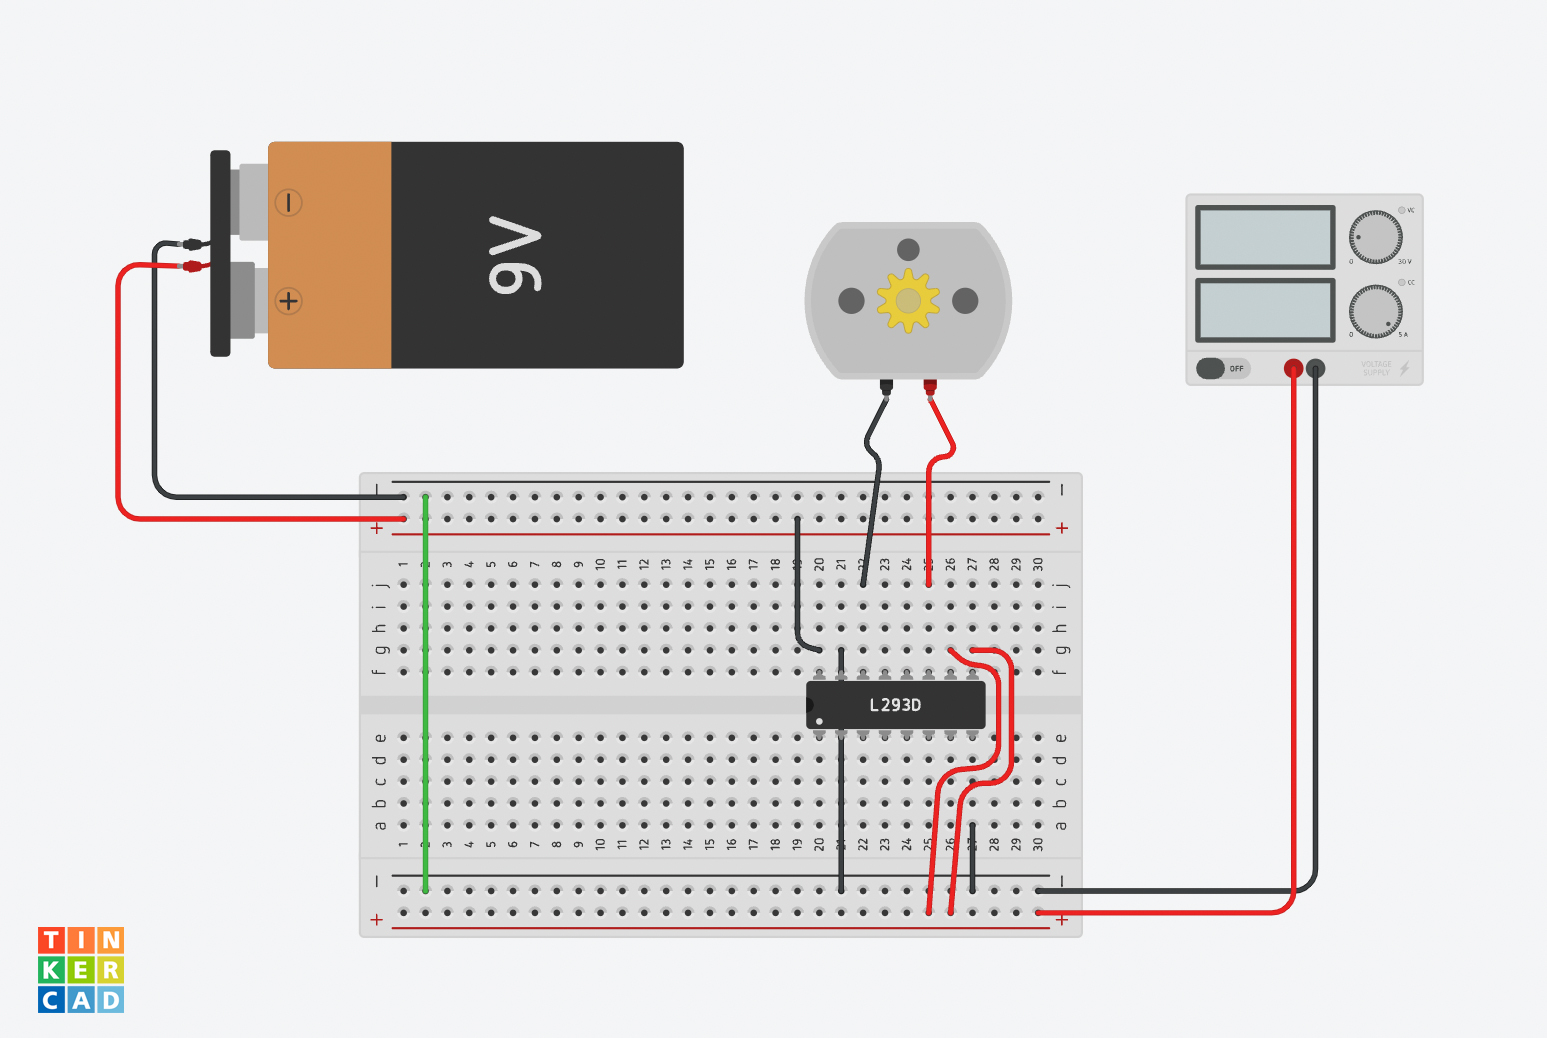 9V
VC
0 30 V
CC
0 5 A
OFF
VOLTAGE
SUPPLY
− −
+ +
1 2 3 4 5 6 7 8 9 10 11 12 13 14 15 16 17 18 19 20 21 22 23 24 25 26 27 28 29 30
j j
i i
h h
g g
f f
L293D
e e
d d
c c
b b
a a
1 2 3 4 5 6 7 8 9 10 11 12 13 14 15 16 17 18 19 20 21 22 23 24 25 26 27 28 29 30
− −
+ +
TIN
KER
CAD